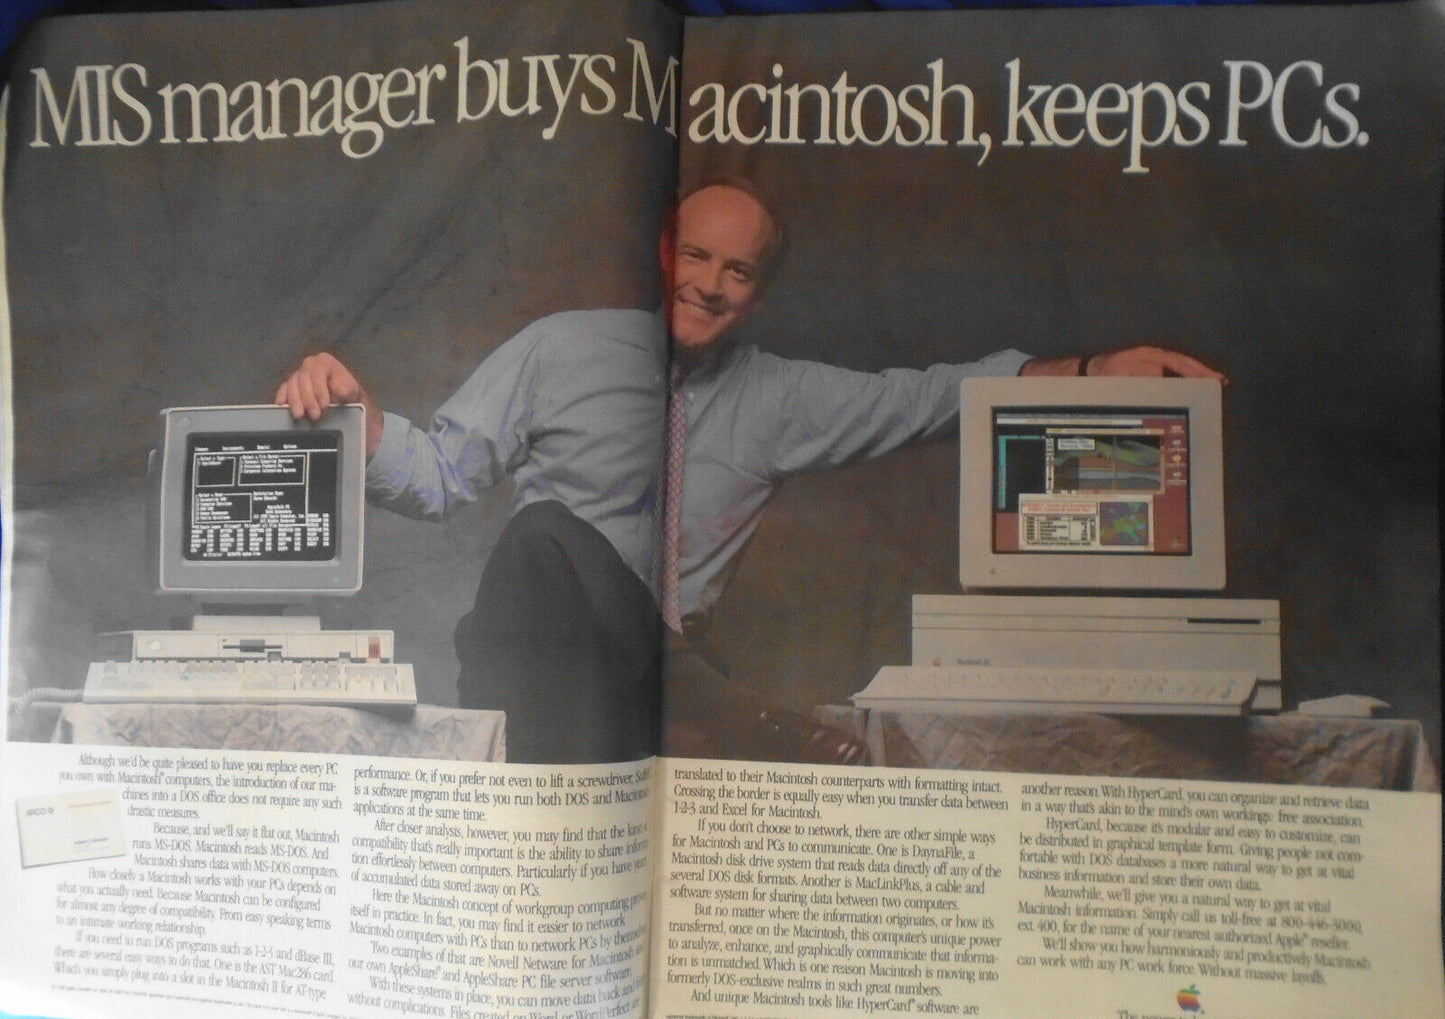 MIS manager buys Macintosh, keeps PCs.
Although we'd be quite pleased to have you replace every PC
you own with Macintosh® computers, the introduction of our ma-
chines into a DOS office does not require any such
drastic measures.
Because, and we'll say it flat out, Macintosh
runs MS-DOS. Macintosh reads MS-DOS. And
Macintosh shares data with MS-DOS computers.
How closely a Macintosh works with your PCs depends on
what you actually need. Because Macintosh can be configured
for almost any degree of compatibility. From easy speaking terms
to an intimate working relationship.
If you need to run DOS programs such as 1-2-3 and dBase III,
there are several easy ways to do that. One is the AST Mac286 card.
Which you simply plug into a slot in the Macintosh II for AT-type
performance. Or, if you prefer not even to lift a screwdriver,
is a software program that lets you run both DOS and Macintosh
applications at the same time.
After closer analysis, however, you may find that the kind of
compatibility that's really important is the ability to share
tion effortlessly between computers. Particularly if you have years
of accumulated data stored away on PCs.
Here the Macintosh concept of workgroup computing
itself in practice. In fact, you may find it easier to network
Macintosh computers with PCs than to network PCs by
Two examples of that are Novell Netware for Macintosh
our own AppleShare® and AppleShare PC file server software.
With these systems in place, you can move data back and
without complications. Files created on Word or WordPerfect are
translated to their Macintosh counterparts with formatting intact.
Crossing the border is equally easy when you transfer data between
1-2-3 and Excel for Macintosh.
If you don't choose to network, there are other simple ways
for Macintosh and PCs to communicate. One is DaynaFile, a
Macintosh disk drive system that reads data directly off any of the
several DOS disk formats. Another is MacLinkPlus, a cable and
software system for sharing data between two computers.
But no matter where the information originates, or how it's
transferred, once on the Macintosh, this computer's unique power
to analyze, enhance, and graphically communicate that informa-
tion is unmatched. Which is one reason Macintosh is moving into
formerly DOS-exclusive realms in such great numbers.
And unique Macintosh tools like HyperCard® software are
another reason. With HyperCard, you can organize and retrieve data
in a way that's akin to the mind's own workings: free association.
HyperCard, because it's modular and easy to customize, can
be distributed in graphical template form. Giving people not com-
fortable with DOS databases a more natural way to get at vital
business information and store their own data.
Meanwhile, we'll give you a natural way to get at vital
Macintosh information. Simply call us toll-free at 800-446-3000,
ext. 400, for the name of your nearest authorized Apple® reseller.
We'll show you how harmoniously and productively Macintosh
can work with any PC work force. Without massive layoffs.